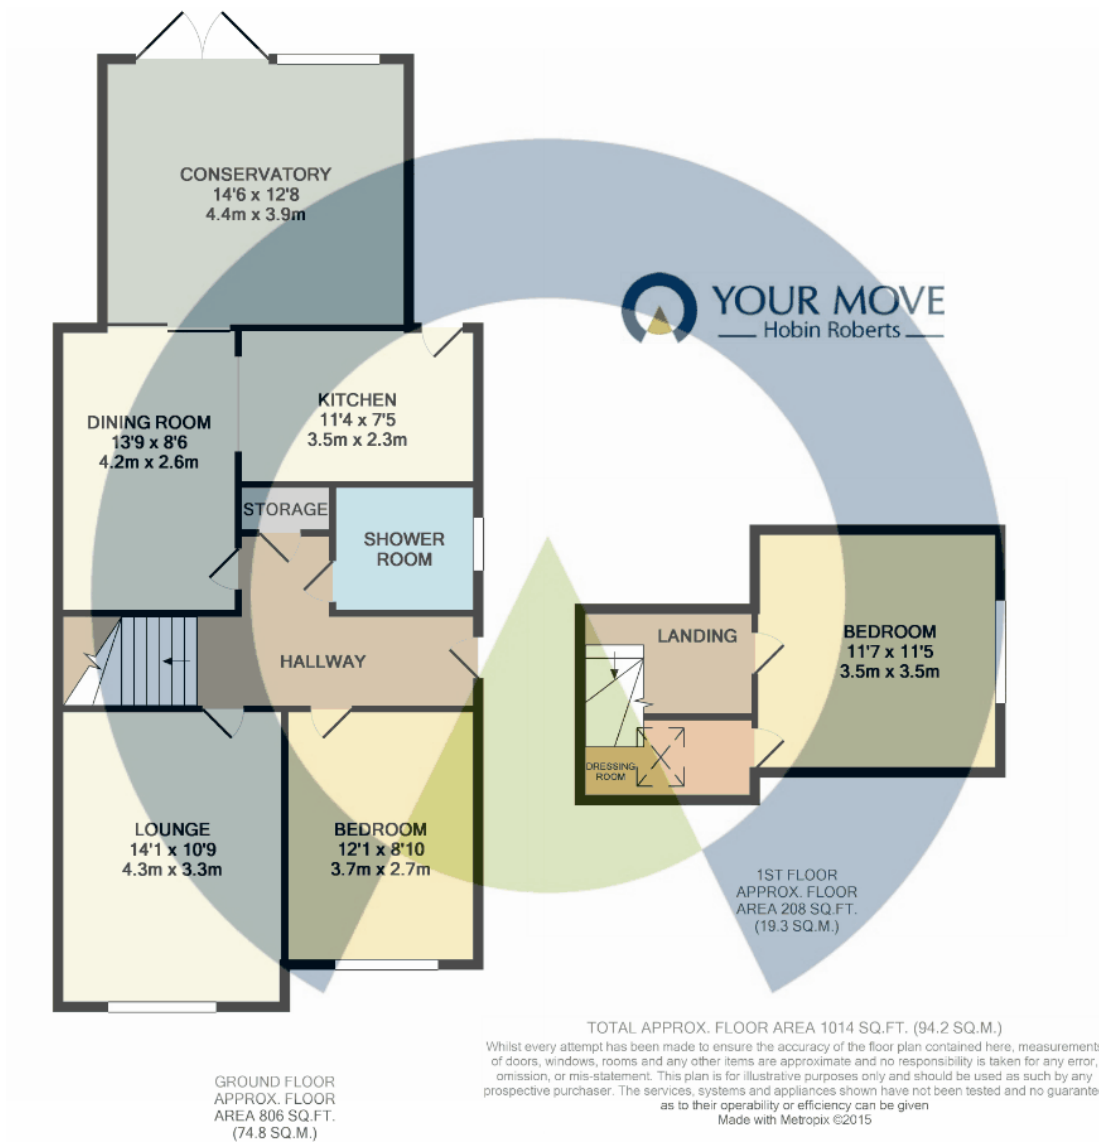 CONSERVATORY
14'6 x 12'8
4.4m x 3.9m
YOUR MOVE
Hobin Roberts
DINING ROOM
13'9 x 8'6
4.2m x 2.6m
KITCHEN
11'4 x 7'5
3.5m x 2.3m
STORAGE
SHOWER
ROOM
HALLWAY
LOUNGE
14'1 x 10'9
4.3m x 3.3m
BEDROOM
12'1 x 8'10
3.7m x 2.7m
LANDING
BEDROOM
11'7 x 11'5
3.5m x 3.5m
DRESSING
ROOM
1ST FLOOR
APPROX. FLOOR
AREA 208 SQ.FT.
(19.3 SQ.M.)
GROUND FLOOR
APPROX. FLOOR
AREA 806 SQ.FT.
(74.8 SQ.M.)
TOTAL APPROX. FLOOR AREA 1014 SQ.FT. (94.2 SQ.M.)
Whilst every attempt has been made to ensure the accuracy of the floor plan contained here, measurements
of doors, windows, rooms and any other items are approximate and no responsibility is taken for any error,
omission, or mis-statement. This plan is for illustrative purposes only and should be used as such by any
prospective purchaser. The services, systems and appliances shown have not been tested and no guarante
as to their operability or efficiency can be given
Made with Metropix ©2015